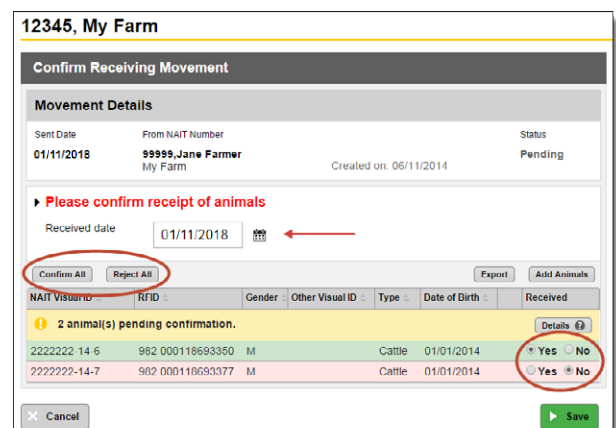 12345, My Farm
Confirm Receiving Movement
Movement Details
Sent Date From NAIT Number Status
01/11/2018 99999,Jane Farmer Pending
My Farm Created on: 06/11/2014
Please confirm receipt of animals
Received date 01/11/2018
Confirm All Reject All Export Add Animals
NAIT Visual ID RFID Gender Other Visual ID Type Date of Birth Received
2 animal(s) pending confirmation. Details
2222222-14-6 982 000118693350 M Cattle 01/01/2014 Yes No
2222222-14-7 982 000118693377 M Cattle 01/01/2014 Yes No
Cancel Save